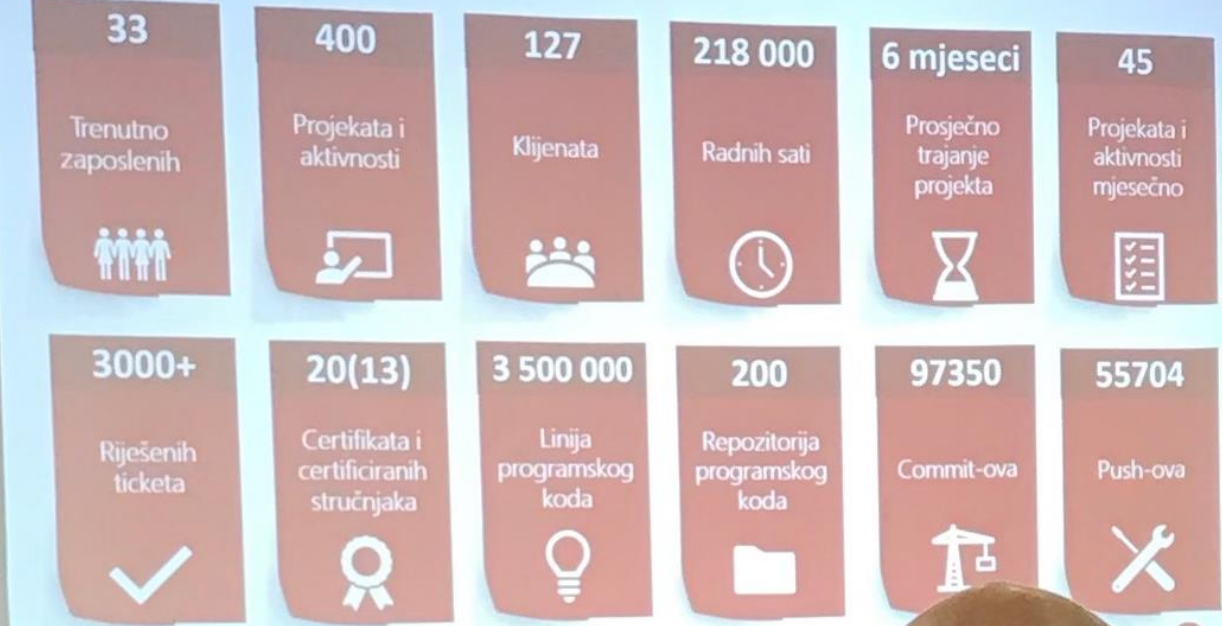 33
Trenutno
zaposlenih
400
Projekata i
aktivnosti
127
Klijenata
218 000
Radnih sati
6 mjeseci
Prosječno
trajanje
projekta
45
Projekata i
aktivnosti
mjesečno
3000+
Riješenih
ticketa
20(13)
Certifikata i
certificiranih
stručnjaka
3 500 000
Linija
programskog
koda
200
Repozitorija
programskog
koda
97350
Commit-ova
55704
Push-ova